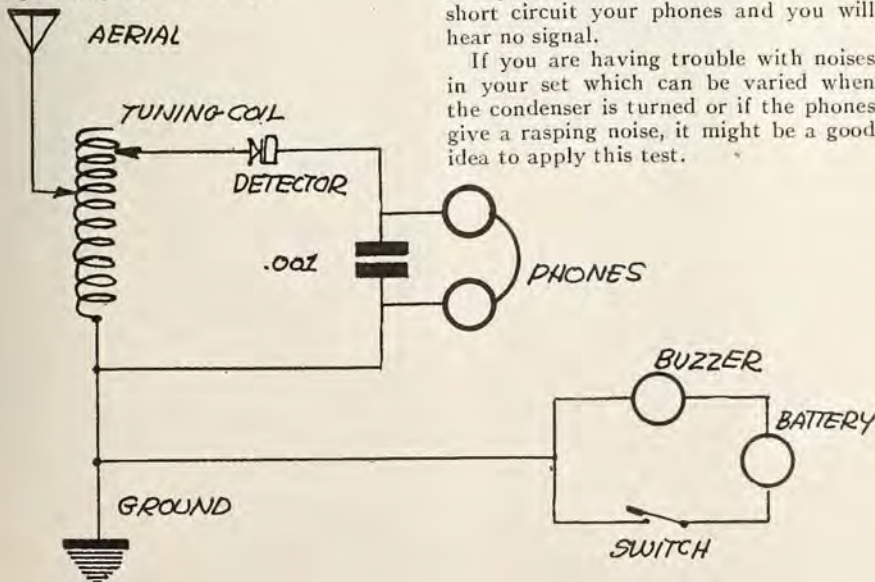 short circuit your phones and you will
hear no signal.
If you are having trouble with noises
in your set which can be varied when
the condenser is turned or if the phones
give a rasping noise, it might be a good
idea to apply this test.
AERIAL
TUNING COIL
DETECTOR
.001
PHONES
BUZZER
BATTERY
GROUND
SWITCH